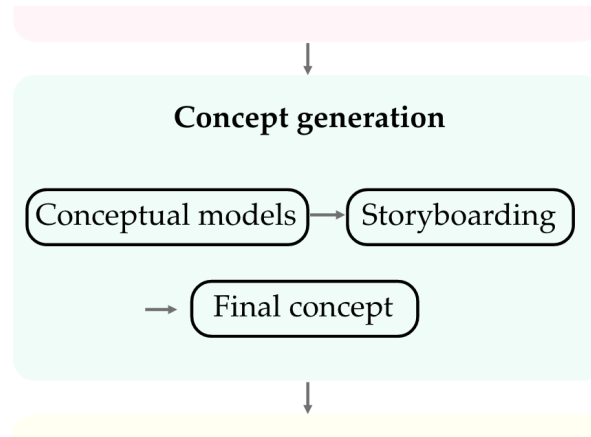 Concept generation
Conceptual models Storyboarding
Final concept